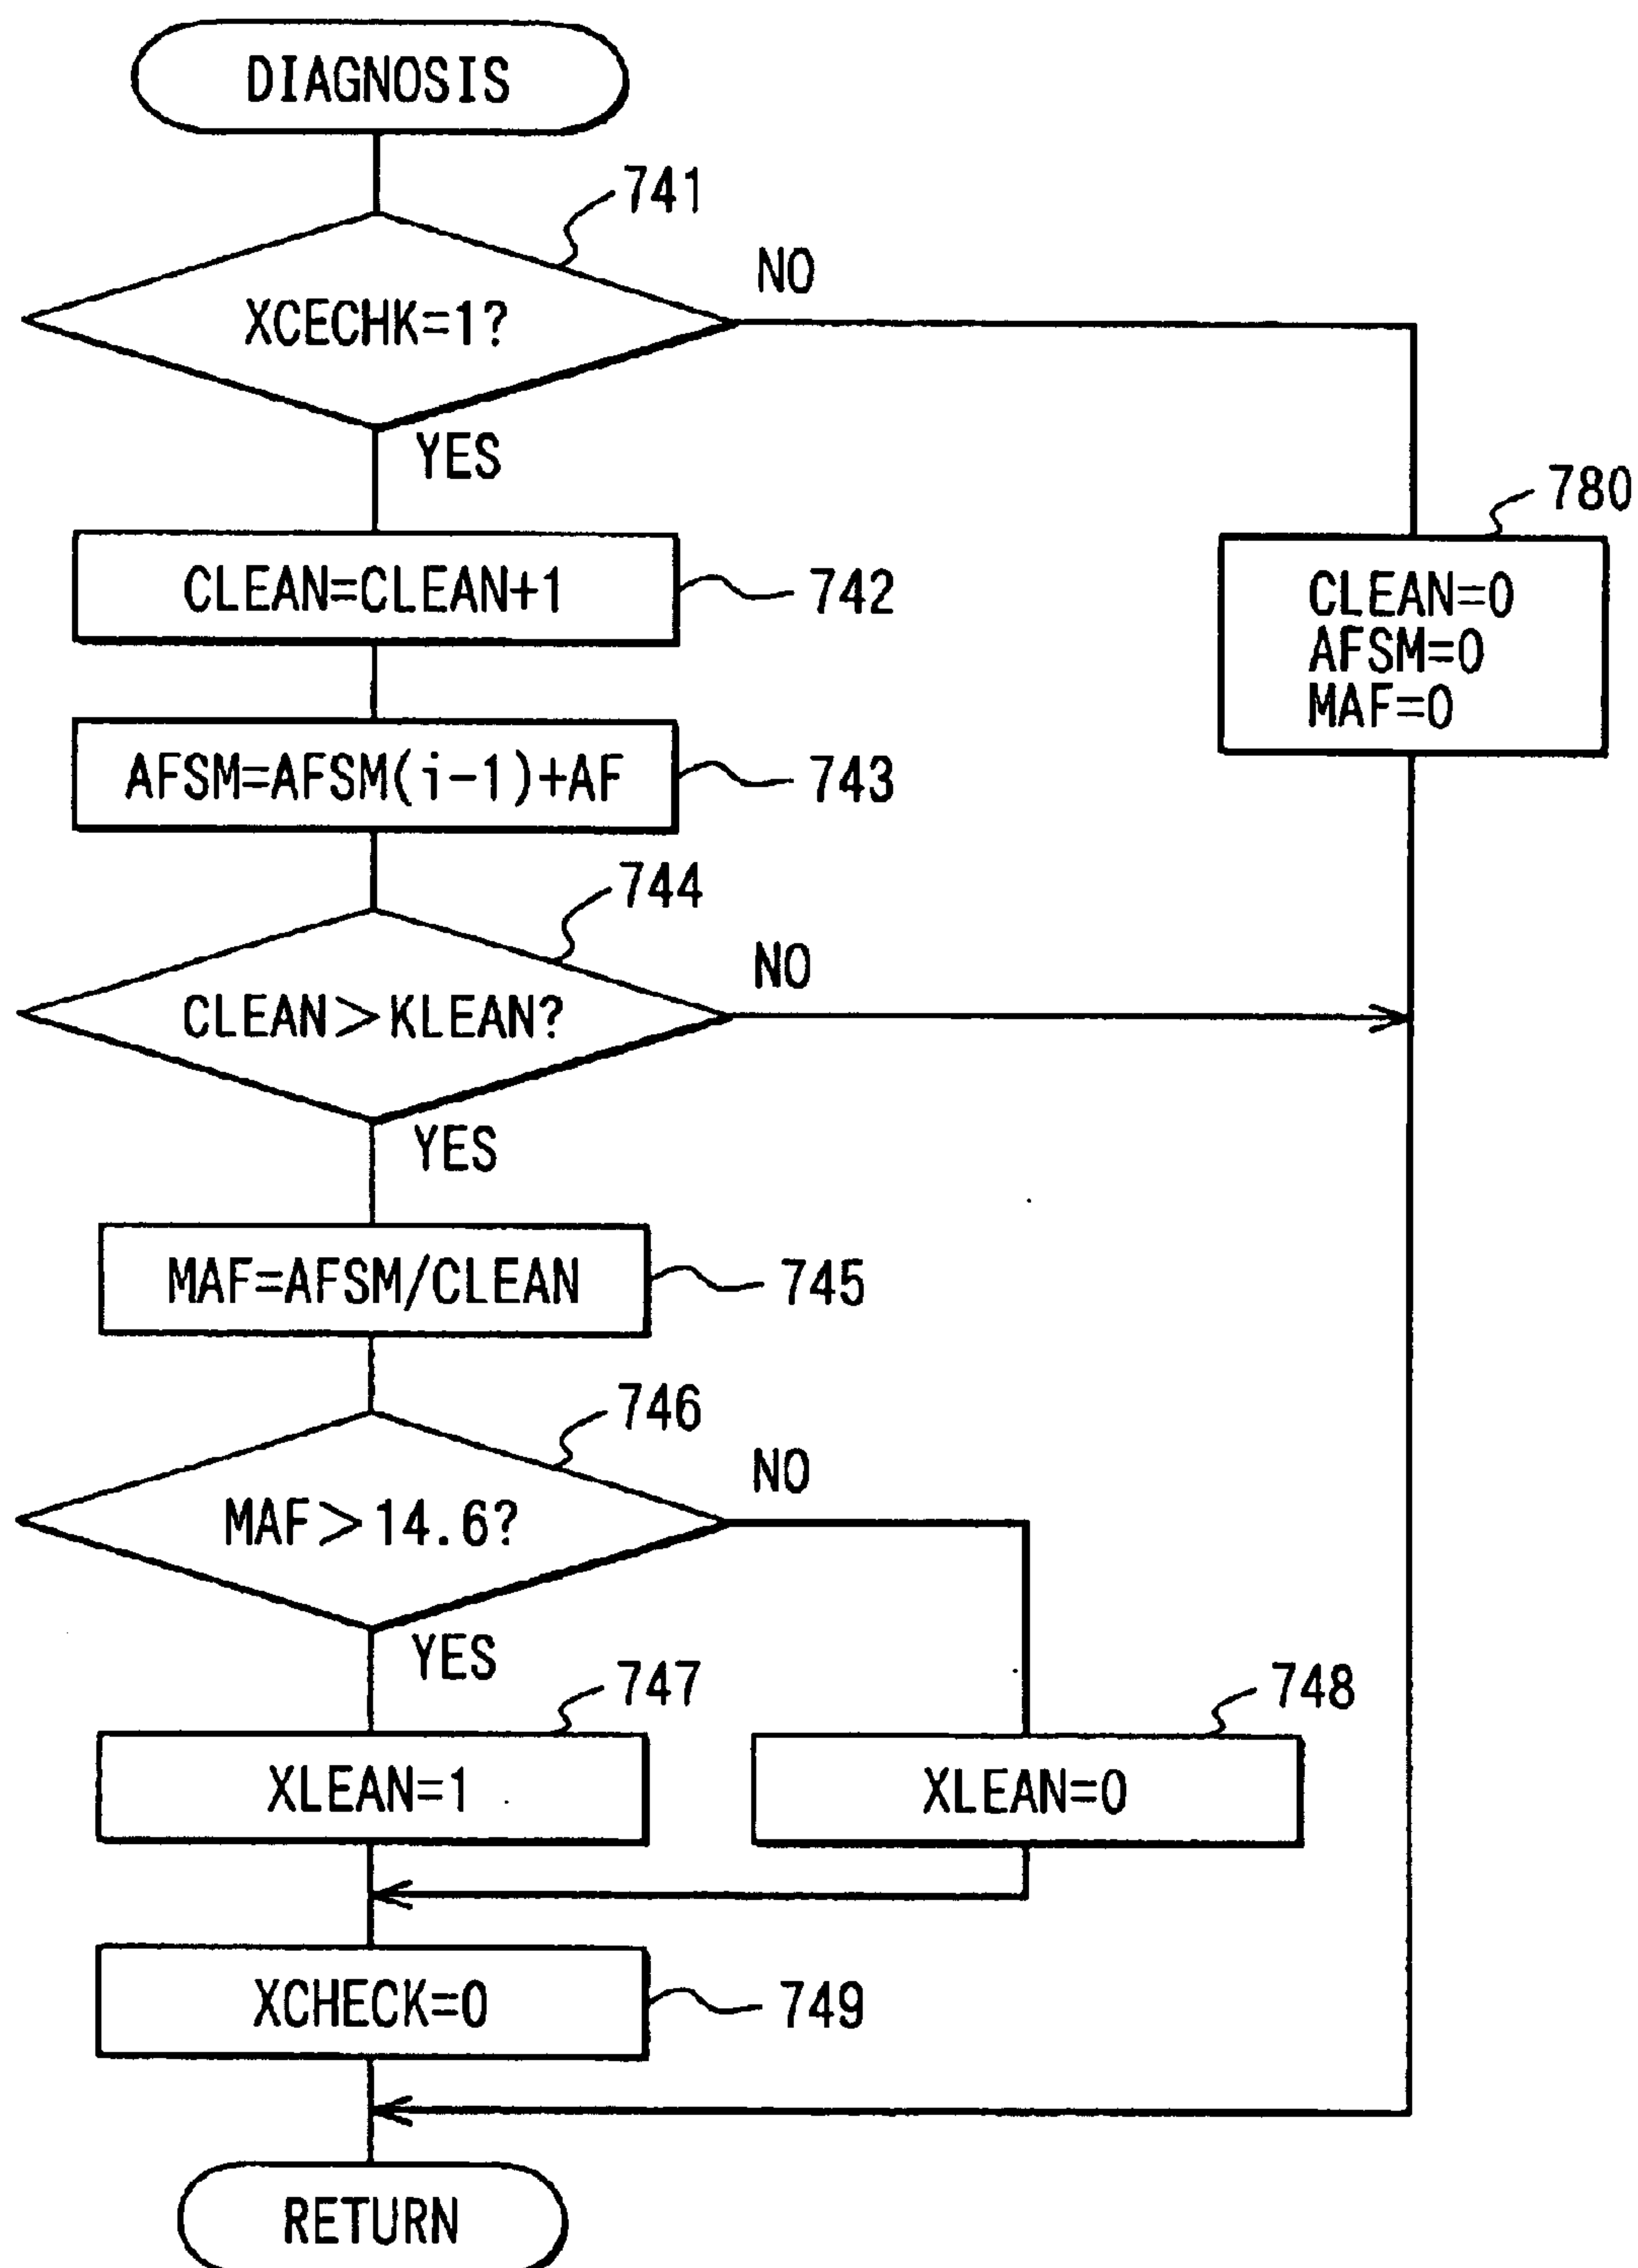 DIAGNOSIS
741
XCECHK=1?
NO
YES
780
CLEAN=CLEAN+1
742
CLEAN=0
AFSM=0
MAF=0
AFSM=AFSM(i-1)+AF
743
744
CLEAN>KLEAN?
NO
YES
MAF=AFSM/CLEAN
745
746
MAF>14.6?
NO
YES
747
748
XLEAN=1
XLEAN=0
XCHECK=0
749
RETURN